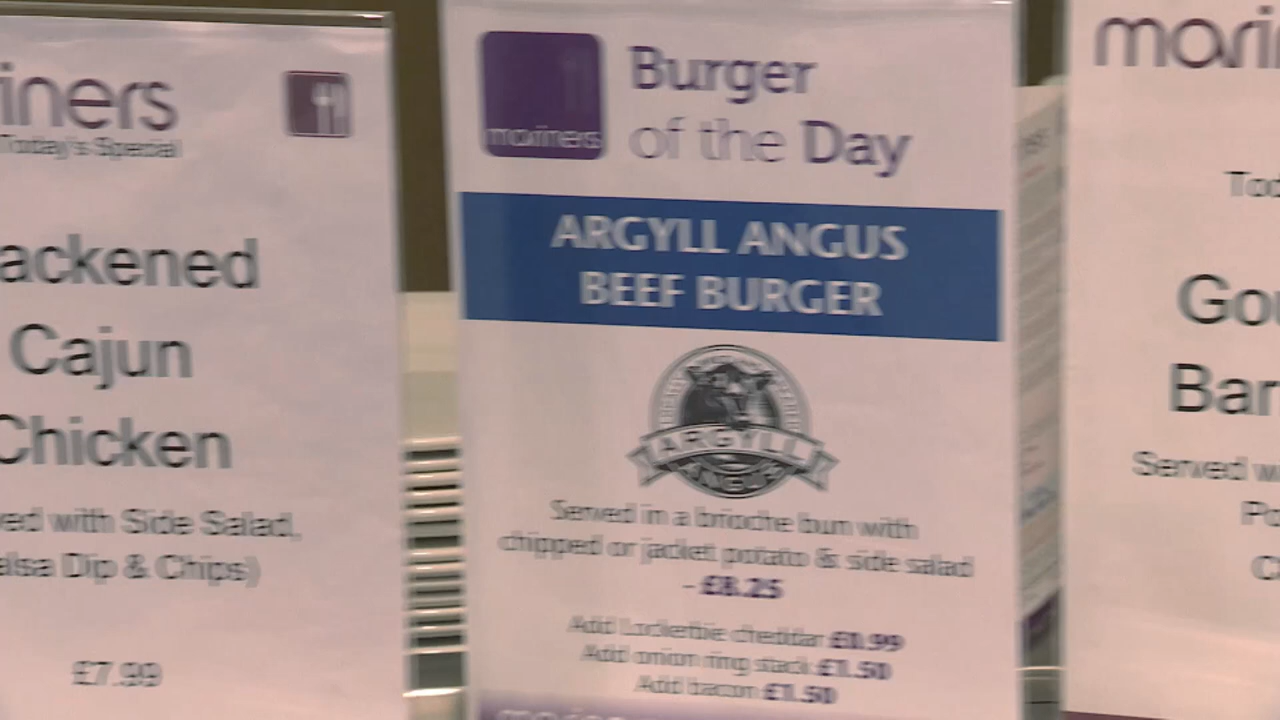 iners
Today's Special
ackened
Cajun
Chicken
ved with Side Salad,
alsa Dip & Chips)
£7.99
mariners
Burger
of the Day
ARGYLL ANGUS
BEEF BURGER
ARGYLL
ANGUS
Served in a brioche bun with
chipped or jacket potato & side salad
- £8.25
Add Lockerbie cheddar £0.99
Add onion ring stack £1.50
Add bacon £1.50
mari
Tod
Go
Bar
Served w
Po
C